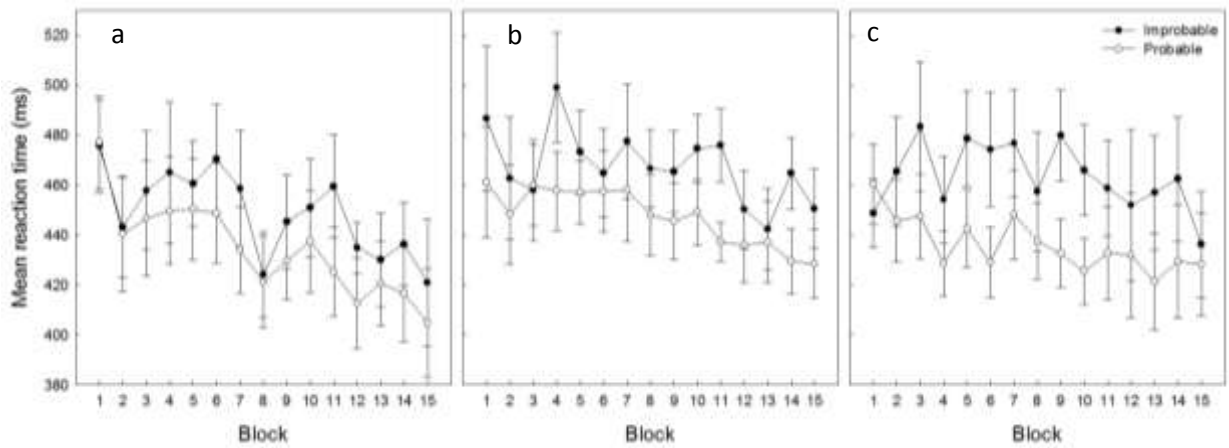 a
b
c
Improbable
Probable
Mean reaction time (ms)
520
500
480
460
440
420
400
380
1 2 3 4 5 6 7 8 9 10 11 12 13 14 15
1 2 3 4 5 6 7 8 9 10 11 12 13 14 15
1 2 3 4 5 6 7 8 9 10 11 12 13 14 15
Block
Block
Block